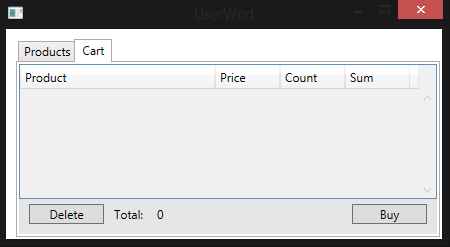 UserWnd
Products Cart
Product Price Count Sum
Delete Total: 0 Buy